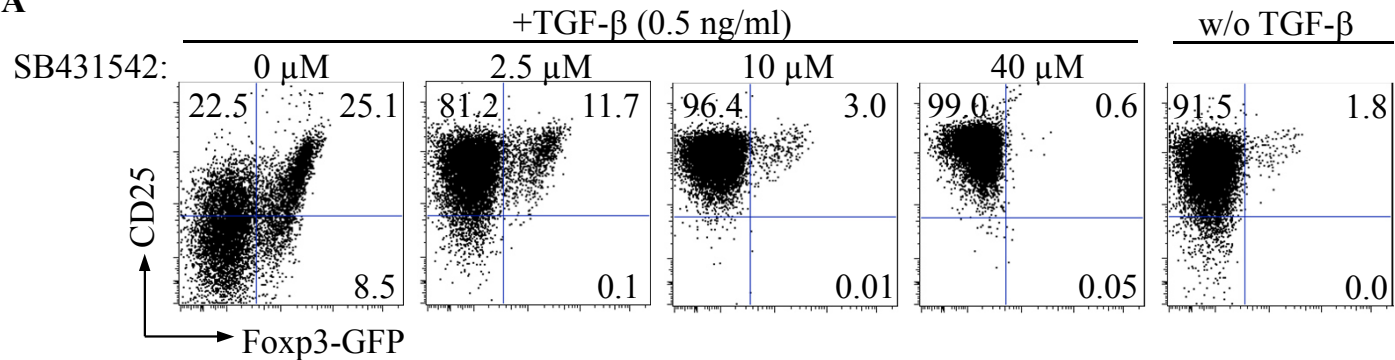 A
+TGF-β (0.5 ng/ml)
w/o TGF-β
SB431542:
0 µM
2.5 µM
10 µM
40 µM
22.5
25.1
81.2
11.7
96.4
3.0
99.0
0.6
91.5
1.8
8.5
0.1
0.01
0.05
0.0
CD25
Foxp3-GFP